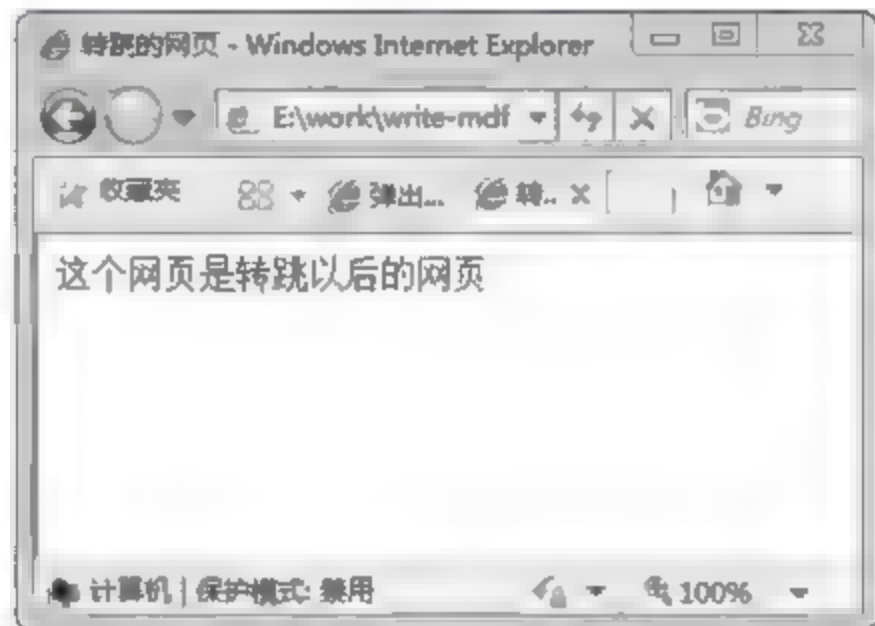 转跳的网页 - Windows Internet Explorer
E:\work\write-mdf
Bing
收藏夹 弹出... 转...
这个网页是转跳以后的网页
计算机 | 保护模式: 禁用 100%